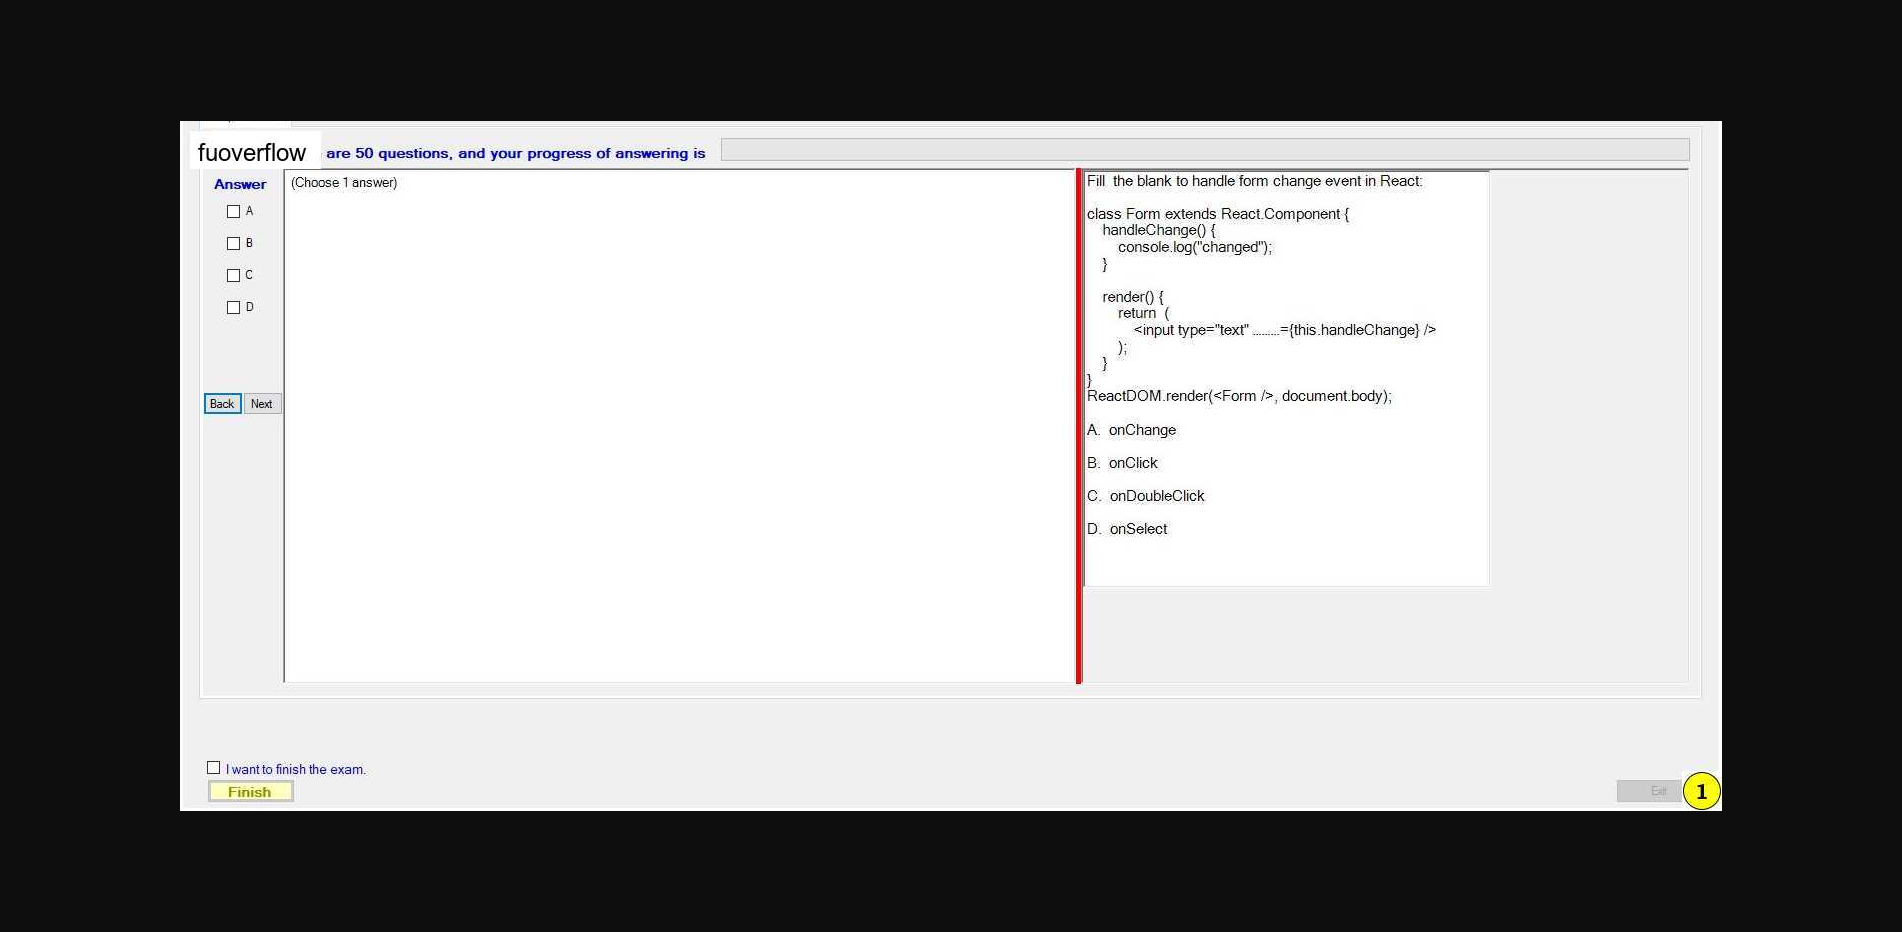 fuoverflow are 50 questions, and your progress of answering is
Answer
(Choose 1 answer)
A
B
C
D
Back Next
Fill the blank to handle form change event in React:
class Form extends React.Component {
handleChange() {
console.log("changed");
}
render() {
return (
<input type="text" .........={this.handleChange} />
);
}
}
ReactDOM.render(<Form />, document.body);
A. onChange
B. onClick
C. onDoubleClick
D. onSelect
I want to finish the exam.
Finish
Exit
1